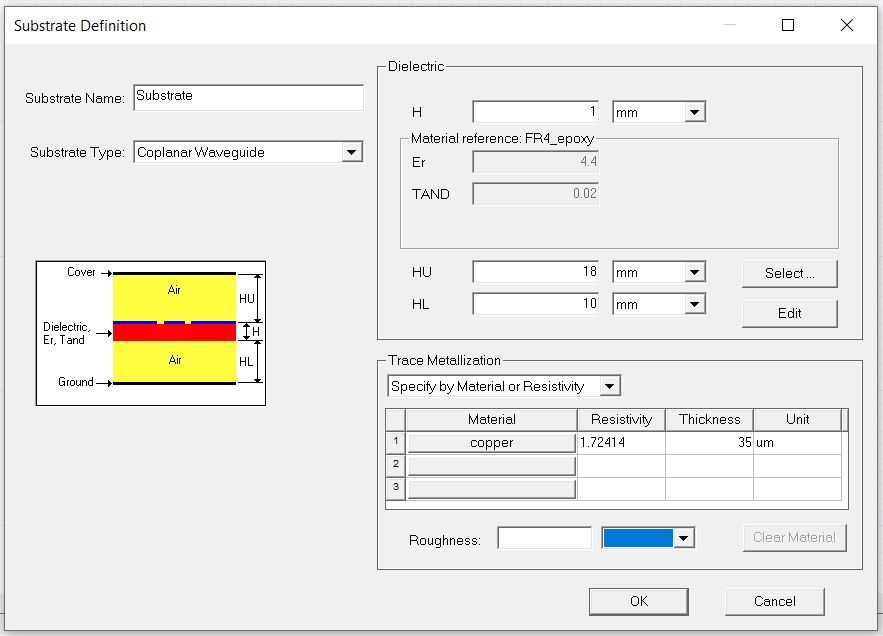 Substrate Definition
Substrate Name: Substrate
Substrate Type: Coplanar Waveguide
Cover
Air
HU
Dielectric,
Er, Tand
H
Air
HL
Ground
Dielectric
H 1 mm
Material reference: FR4_epoxy
Er 4.4
TAND 0.02
HU 18 mm
HL 10 mm
Select ...
Edit
Trace Metallization
Specify by Material or Resistivity
Material Resistivity Thickness Unit
1 copper 1.72414 35 um
2
3
Roughness:
Clear Material
OK Cancel